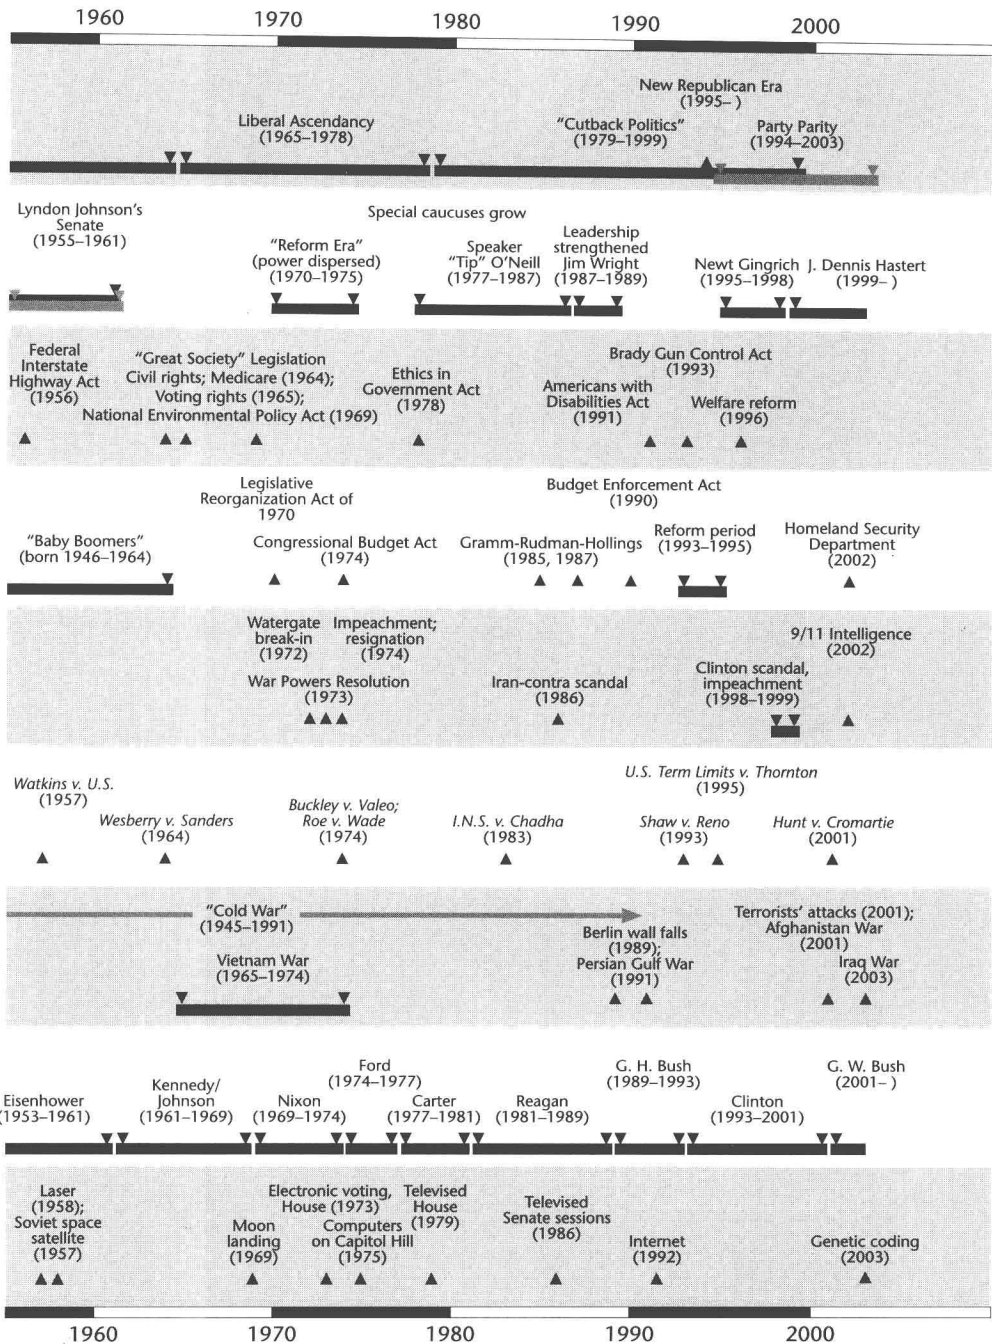 1960 1970 1980 1990 2000
New Republican Era
(1995– )
Liberal Ascendancy
(1965–1978)
"Cutback Politics"
(1979–1999)
Party Parity
(1994–2003)
Lyndon Johnson's
Senate
(1955–1961)
Special caucuses grow
"Reform Era"
(power dispersed)
(1970–1975)
Speaker
"Tip" O'Neill
(1977–1987)
Leadership
strengthened
Jim Wright
(1987–1989)
Newt Gingrich
(1995–1998)
J. Dennis Hastert
(1999– )
Federal
Interstate
Highway Act
(1956)
"Great Society" Legislation
Civil rights; Medicare (1964);
Voting rights (1965);
National Environmental Policy Act (1969)
Ethics in
Government Act
(1978)
Brady Gun Control Act
(1993)
Americans with
Disabilities Act
(1991)
Welfare reform
(1996)
Legislative
Reorganization Act of
1970
Budget Enforcement Act
(1990)
"Baby Boomers"
(born 1946–1964)
Congressional Budget Act
(1974)
Gramm-Rudman-Hollings
(1985, 1987)
Reform period
(1993–1995)
Homeland Security
Department
(2002)
Watergate
break-in
(1972)
Impeachment;
resignation
(1974)
War Powers Resolution
(1973)
Iran-contra scandal
(1986)
Clinton scandal,
impeachment
(1998–1999)
9/11 Intelligence
(2002)
Watkins v. U.S.
(1957)
Wesberry v. Sanders
(1964)
Buckley v. Valeo;
Roe v. Wade
(1974)
I.N.S. v. Chadha
(1983)
U.S. Term Limits v. Thornton
(1995)
Shaw v. Reno
(1993)
Hunt v. Cromartie
(2001)
"Cold War"
(1945–1991)
Vietnam War
(1965–1974)
Berlin wall falls
(1989);
Persian Gulf War
(1991)
Terrorists' attacks (2001);
Afghanistan War
(2001)
Iraq War
(2003)
Eisenhower
(1953–1961)
Kennedy/
Johnson
(1961–1969)
Nixon
(1969–1974)
Ford
(1974–1977)
Carter
(1977–1981)
Reagan
(1981–1989)
G. H. Bush
(1989–1993)
Clinton
(1993–2001)
G. W. Bush
(2001– )
Laser
(1958);
Soviet space
satellite
(1957)
Moon
landing
(1969)
Electronic voting,
House (1973)
Computers
on Capitol Hill
(1975)
Televised
House
(1979)
Televised
Senate sessions
(1986)
Internet
(1992)
Genetic coding
(2003)
1960 1970 1980 1990 2000